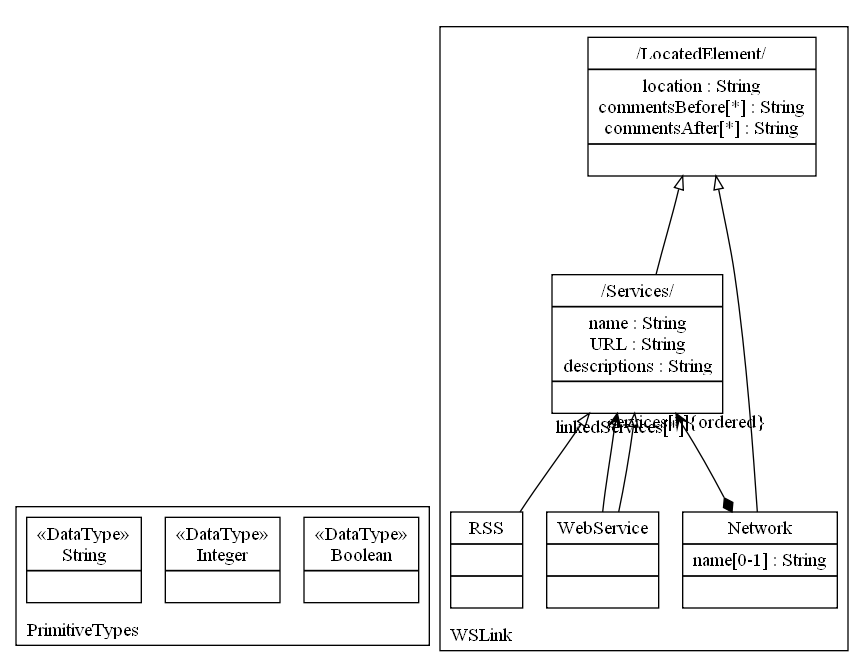 /LocatedElement/
location : String
commentsBefore[*] : String
commentsAfter[*] : String
/Services/
name : String
URL : String
descriptions : String
{ordered}
linkedServices[*]
RSS
WebService
Network
name[0-1] : String
WSLink
«DataType»
String
«DataType»
Integer
«DataType»
Boolean
PrimitiveTypes